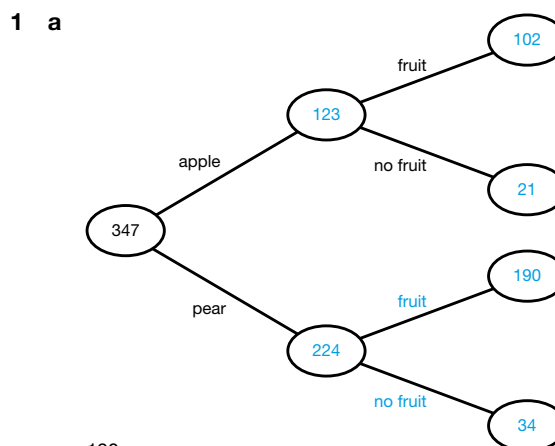 1 a
102
fruit
123
apple
no fruit
21
347
190
fruit
pear
224
no fruit
34